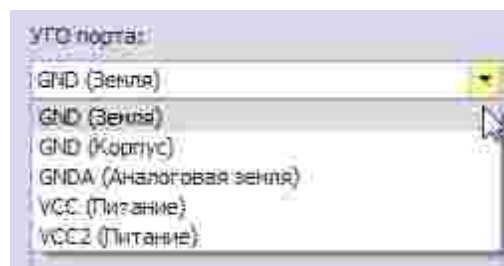 УГО порта:
GND (Земля)
GND (Земля)
GND (Корпус)
GNDA (Аналоговая земля)
VCC (Питание)
VCC2 (Питание)